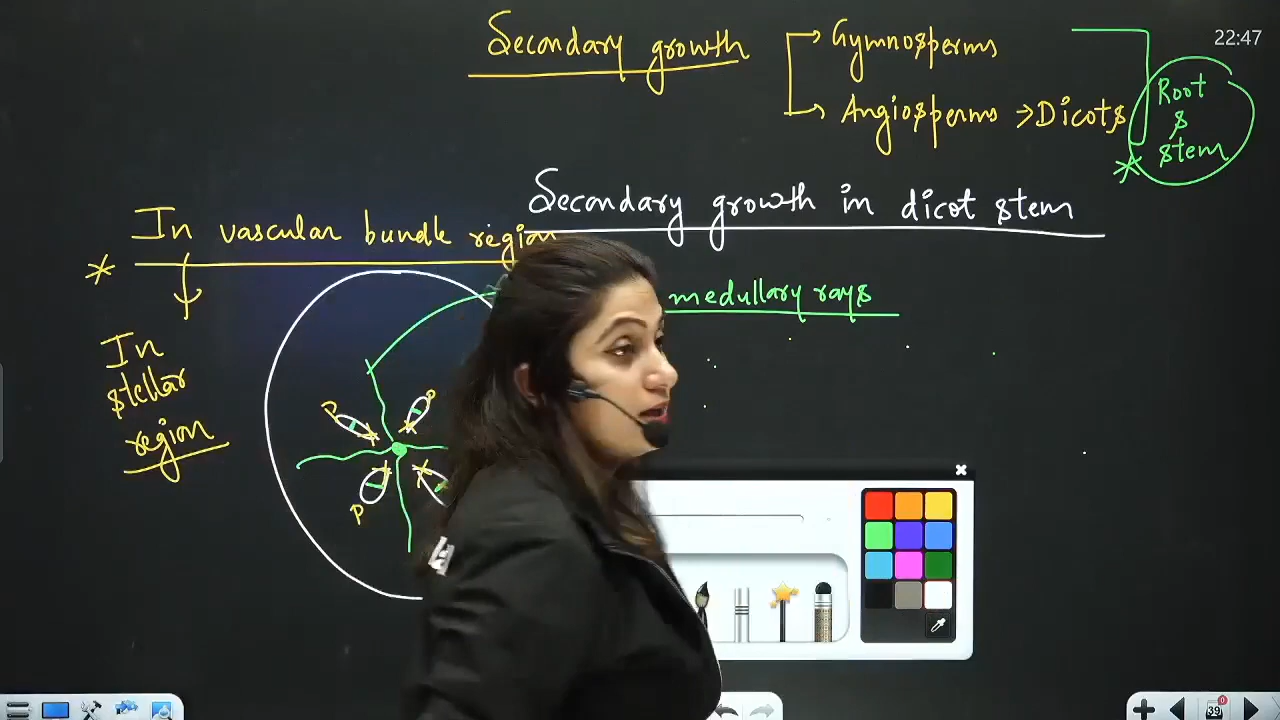 Secondary growth
Gymnosperms
Angiosperms ⇒ Dicots
Root
&
stem
22:47
Secondary growth in dicot stem
In vascular bundle region
In
stellar
region
medullary rays
P
P
P
39